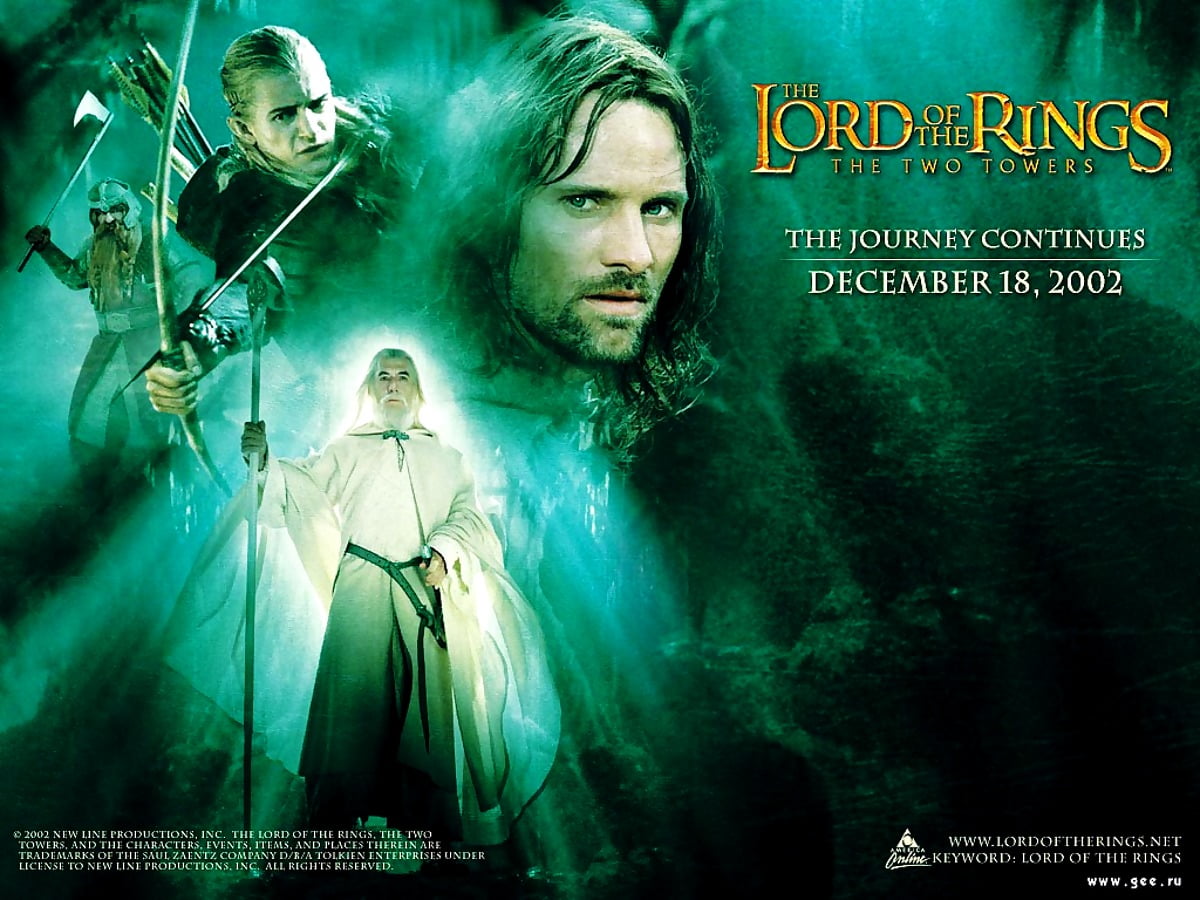 THE
LORD OF THE RINGS
THE TWO TOWERS
THE JOURNEY CONTINUES
DECEMBER 18, 2002
© 2002 NEW LINE PRODUCTIONS, INC. THE LORD OF THE RINGS, THE TWO
TOWERS, AND THE CHARACTERS, EVENTS, ITEMS, AND PLACES THEREIN ARE
TRADEMARKS OF THE SAUL ZAENTZ COMPANY D/B/A TOLKIEN ENTERPRISES UNDER
LICENSE TO NEW LINE PRODUCTIONS, INC. ALL RIGHTS RESERVED.
AMERICA
Online
WWW.LORDOFTHERINGS.NET
KEYWORD: LORD OF THE RINGS
www.gee.ru